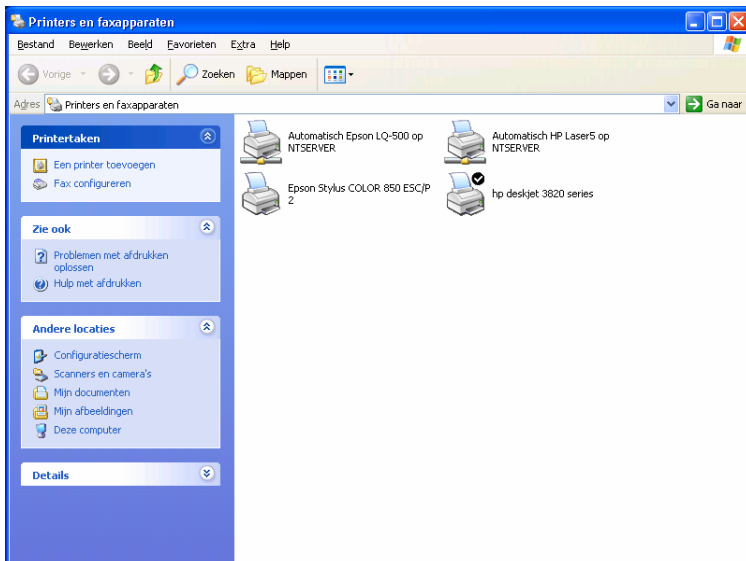 Printers en faxapparaten
Bestand Bewerken Beeld Favorieten Extra Help
Vorige Zoeken Mappen
Adres Printers en faxapparaten Ga naar
Printertaken
Een printer toevoegen
Fax configureren
Zie ook
Problemen met afdrukken
oplossen
Hulp met afdrukken
Andere locaties
Configuratiescherm
Scanners en camera's
Mijn documenten
Mijn afbeeldingen
Deze computer
Details
Automatisch Epson LQ-500 op
NTSERVER
Automatisch HP Laser5 op
NTSERVER
Epson Stylus COLOR 850 ESC/P
2
hp deskjet 3820 series